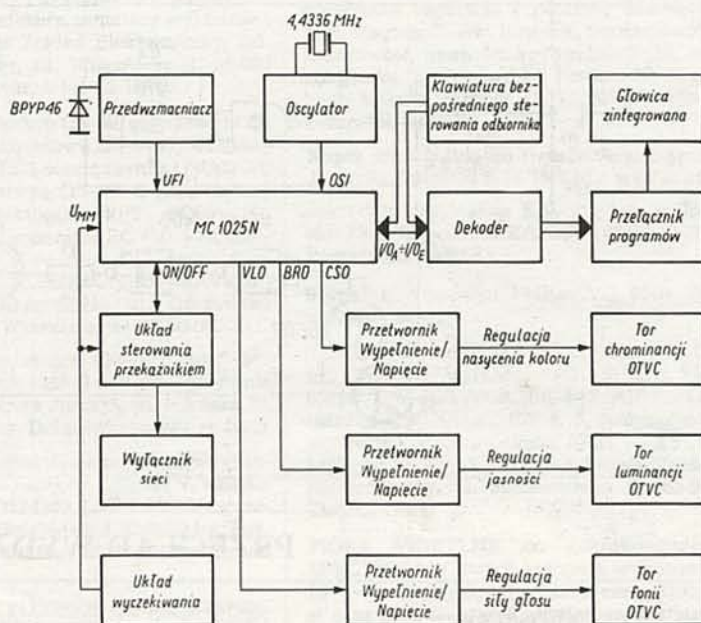 4,4336 MHz
BPYP46
Przedwzmacniacz
Oscylator
Klawiatura bez-
pośredniego ste-
rowania odbiornika
Głowica
zintegrowana
UFI
OSI
U_MM
MC 1025N
I/O_A÷I/O_E
Dekoder
Przełącznik
programów
ON/OFF
VLO
BRO
CSO
Układ
sterowania
przekaźnikiem
Przetwornik
Wypełnienie/
Napięcie
Regulacja
nasycenia koloru
Tor
chrominancji
OTVC
Wyłącznik
sieci
Przetwornik
Wypełnienie/
Napięcie
Regulacja
jasności
Tor
luminancji
OTVC
Układ
wyczekiwania
Przetwornik
Wypełnienie/
Napięcie
Regulacja
siły głosu
Tor
Fonii
OTVC